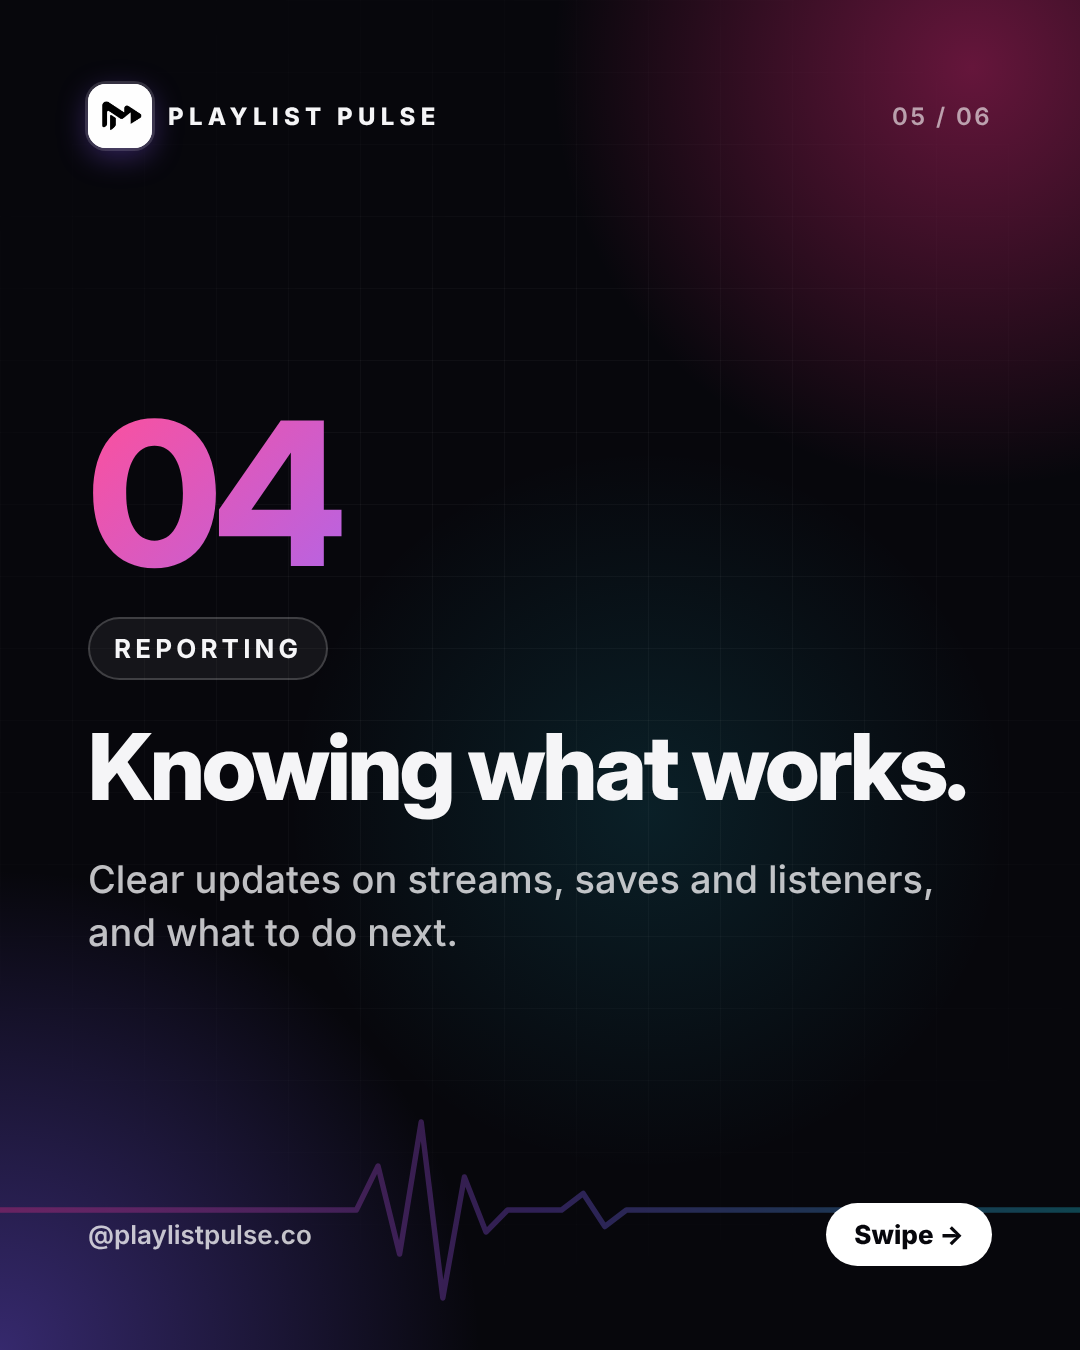 PLAYLIST PULSE
05 / 06
04
REPORTING
Knowing what works.
Clear updates on streams, saves and listeners,
and what to do next.
@playlistpulse.co
Swipe →